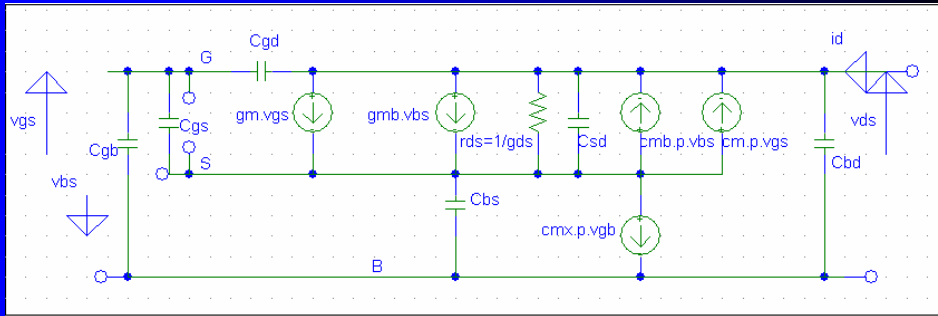 Cgd
id
G
vgs
Cgb
Cgs
gm.vgs
gmb.vbs
rds=1/gds
Csd
cmb.p.vbs
cm.p.vgs
vds
Cbd
S
vbs
Cbs
cmx.p.vgb
B